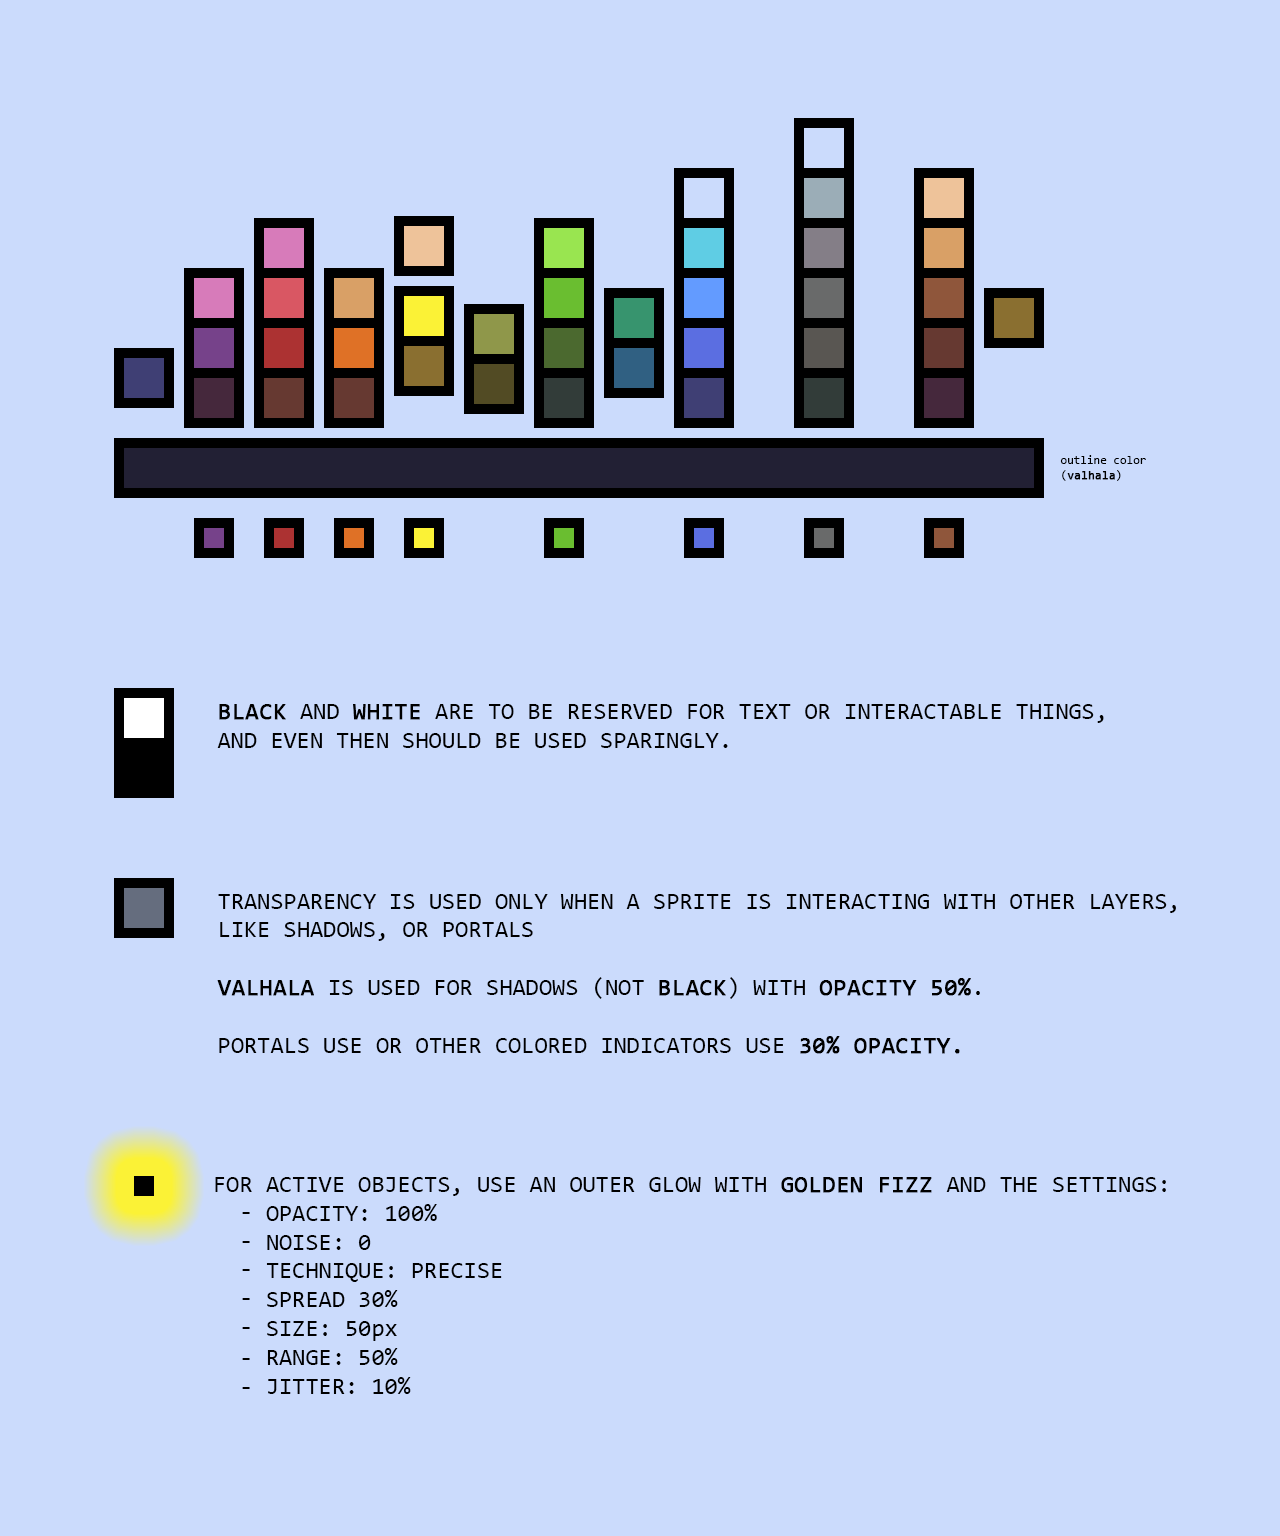 outline color
(valhala)
BLACK AND WHITE ARE TO BE RESERVED FOR TEXT OR INTERACTABLE THINGS,
AND EVEN THEN SHOULD BE USED SPARINGLY.
TRANSPARENCY IS USED ONLY WHEN A SPRITE IS INTERACTING WITH OTHER LAYERS,
LIKE SHADOWS, OR PORTALS
VALHALA IS USED FOR SHADOWS (NOT BLACK) WITH OPACITY 50%.
PORTALS USE OR OTHER COLORED INDICATORS USE 30% OPACITY.
FOR ACTIVE OBJECTS, USE AN OUTER GLOW WITH GOLDEN FIZZ AND THE SETTINGS:
- OPACITY: 100%
- NOISE: 0
- TECHNIQUE: PRECISE
- SPREAD 30%
- SIZE: 50px
- RANGE: 50%
- JITTER: 10%